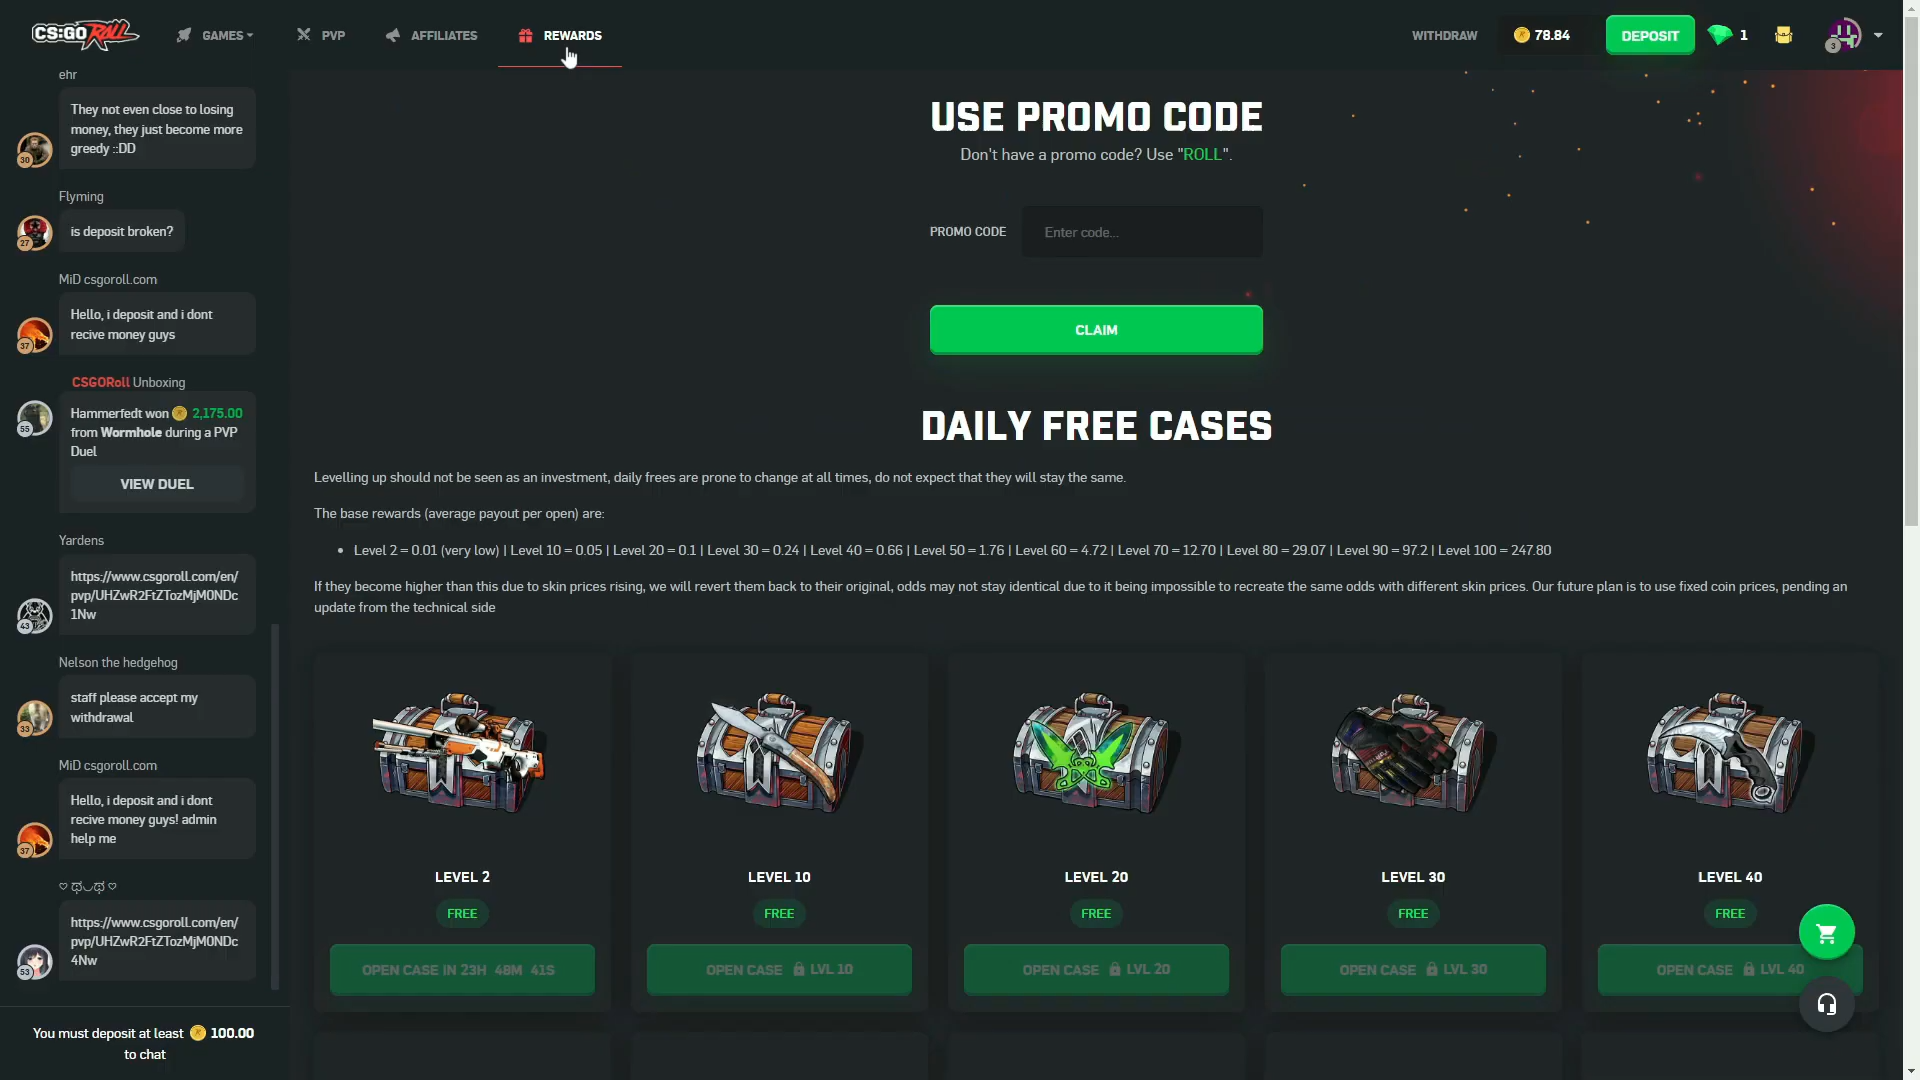 CS:GO ROLL
GAMES
PVP
AFFILIATES
REWARDS
WITHDRAW
78.84
DEPOSIT
1
3
ehr
They not even close to losing
money, they just become more
greedy ::DD
30
Flyming
is deposit broken?
27
MiD csgoroll.com
Hello, i deposit and i dont
recive money guys
37
CSGORoll Unboxing
Hammerfedt won 2,175.00
from Wormhole during a PVP
Duel
55
VIEW DUEL
Yardens
https://www.csgoroll.com/en/
pvp/UHZwR2FtZTozMjM0NDc
1Nw
43
Nelson the hedgehog
staff please accept my
withdrawal
33
MiD csgoroll.com
Hello, i deposit and i dont
recive money guys! admin
help me
37
♡ ಥ◡ಥ ♡
https://www.csgoroll.com/en/
pvp/UHZwR2FtZTozMjM0NDc
4Nw
53
You must deposit at least 100.00
to chat
USE PROMO CODE
Don't have a promo code? Use "ROLL".
PROMO CODE
Enter code...
CLAIM
DAILY FREE CASES
Levelling up should not be seen as an investment, daily frees are prone to change at all times, do not expect that they will stay the same.
The base rewards (average payout per open) are:
• Level 2 = 0.01 (very low) | Level 10 = 0.05 | Level 20 = 0.1 | Level 30 = 0.24 | Level 40 = 0.66 | Level 50 = 1.76 | Level 60 = 4.72 | Level 70 = 12.70 | Level 80 = 29.07 | Level 90 = 97.2 | Level 100 = 247.80
If they become higher than this due to skin prices rising, we will revert them back to their original, odds may not stay identical due to it being impossible to recreate the same odds with different skin prices. Our future plan is to use fixed coin prices, pending an
update from the technical side
LEVEL 2
FREE
OPEN CASE IN 23H 48M 41S
LEVEL 10
FREE
OPEN CASE LVL 10
LEVEL 20
FREE
OPEN CASE LVL 20
LEVEL 30
FREE
OPEN CASE LVL 30
LEVEL 40
FREE
OPEN CASE LVL 40